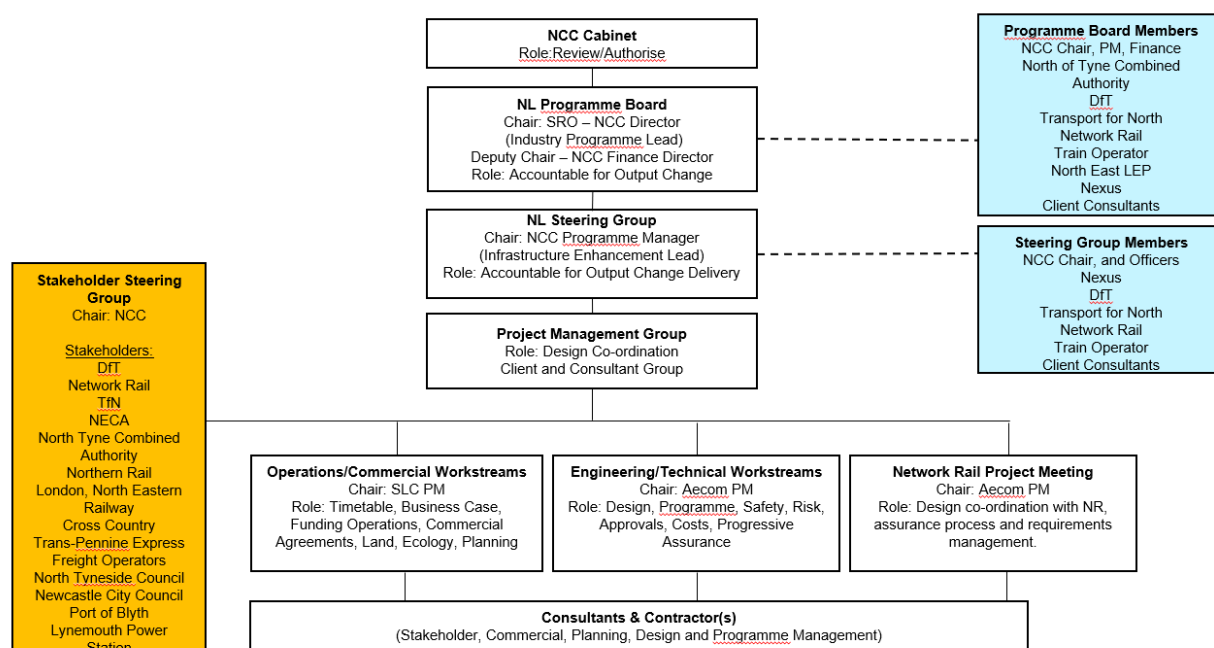 NCC Cabinet
Role:Review/Authorise
NL Programme Board
Chair: SRO – NCC Director
(Industry Programme Lead)
Deputy Chair – NCC Finance Director
Role: Accountable for Output Change
Programme Board Members
NCC Chair, PM, Finance
North of Tyne Combined
Authority
DfT
Transport for North
Network Rail
Train Operator
North East LEP
Nexus
Client Consultants
NL Steering Group
Chair: NCC Programme Manager
(Infrastructure Enhancement Lead)
Role: Accountable for Output Change Delivery
Steering Group Members
NCC Chair, and Officers
Nexus
DfT
Transport for North
Network Rail
Train Operator
Client Consultants
Stakeholder Steering
Group
Chair: NCC
Stakeholders:
DfT
Network Rail
TfN
NECA
North Tyne Combined
Authority
Northern Rail
London, North Eastern
Railway
Cross Country
Trans-Pennine Express
Freight Operators
North Tyneside Council
Newcastle City Council
Port of Blyth
Lynemouth Power
Station
Project Management Group
Role: Design Co-ordination
Client and Consultant Group
Operations/Commercial Workstreams
Chair: SLC PM
Role: Timetable, Business Case,
Funding Operations, Commercial
Agreements, Land, Ecology, Planning
Engineering/Technical Workstreams
Chair: Aecom PM
Role: Design, Programme, Safety, Risk,
Approvals, Costs, Progressive
Assurance
Network Rail Project Meeting
Chair: Aecom PM
Role: Design co-ordination with NR,
assurance process and requirements
management.
Consultants & Contractor(s)
(Stakeholder, Commercial, Planning, Design and Programme Management)